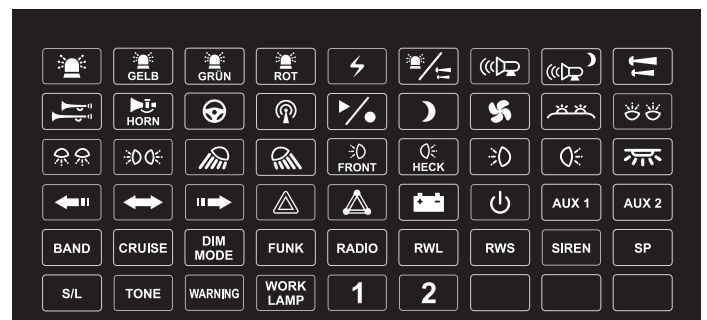 GELB GRÜN ROT
HORN
FRONT HECK
AUX 1 AUX 2
BAND CRUISE DIM MODE FUNK RADIO RWL RWS SIREN SP
S/L TONE WARNING WORK LAMP 1 2